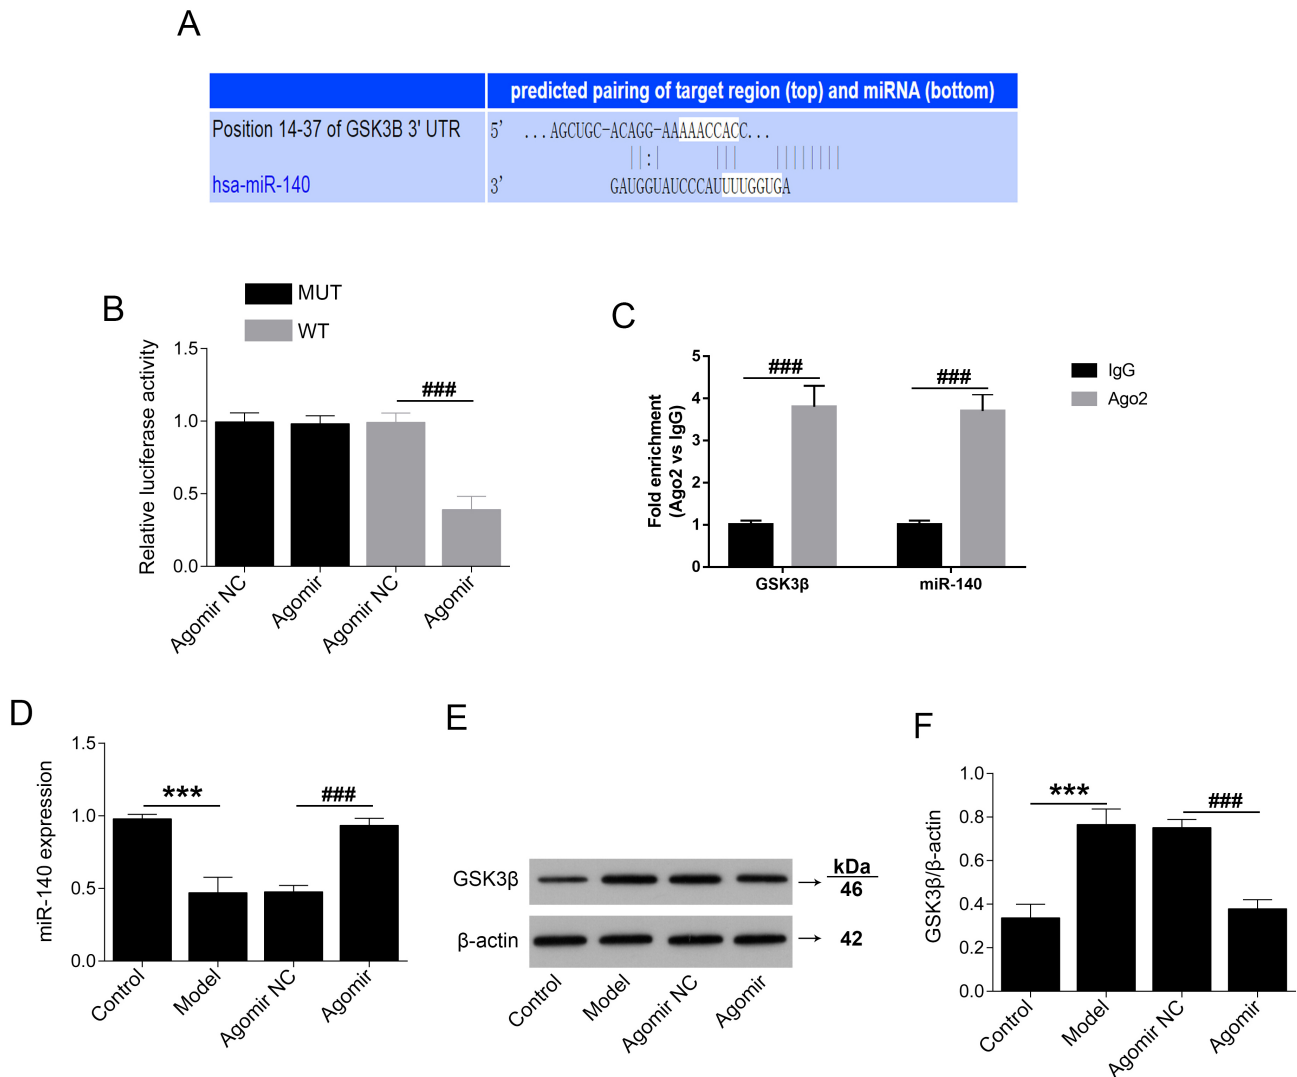 A
predicted pairing of target region (top) and miRNA (bottom)
Position 14-37 of GSK3B 3' UTR 5' ...AGCUGC-ACAGG-AAAAACCACC...
||:| ||| ||||||||
hsa-miR-140 3' GAUGGUAUCCCAUUUUGGUGA
B
MUT
WT
Relative luciferase activity
1.5
1.0
0.5
0.0
###
Agomir NC
Agomir
Agomir NC
Agomir
C
Fold enrichment
(Ago2 vs IgG)
5
4
3
2
1
0
###
###
GSK3β
miR-140
IgG
Ago2
D
miR-140 expression
1.5
1.0
0.5
0.0
***
###
Control
Model
Agomir NC
Agomir
E
GSK3β
β-actin
kDa
→ 46
→ 42
Control
Model
Agomir NC
Agomir
F
GSK3β/β-actin
1.0
0.8
0.6
0.4
0.2
0.0
***
###
Control
Model
Agomir NC
Agomir